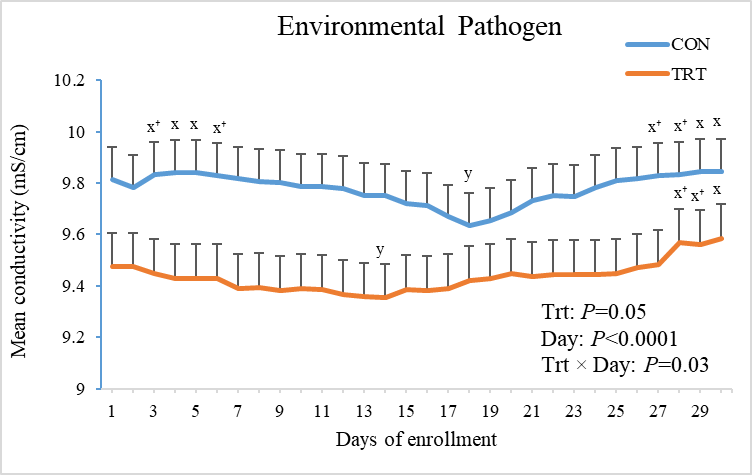 Environmental Pathogen
CON
TRT
Mean conductivity (mS/cm)
10.2
10
9.8
9.6
9.4
9.2
9
x† x x x† y x† x† x x
y x† x† x
Trt: P=0.05
Day: P<0.0001
Trt × Day: P=0.03
1 3 5 7 9 11 13 15 17 19 21 23 25 27 29
Days of enrollment